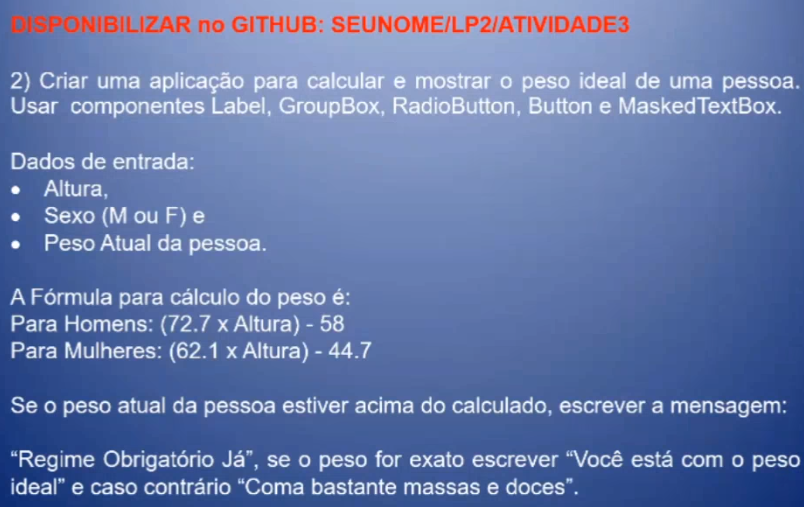 DISPONIBILIZAR no GITHUB: SEUNOME/LP2/ATIVIDADE3
2) Criar uma aplicação para calcular e mostrar o peso ideal de uma pessoa.
Usar componentes Label, GroupBox, RadioButton, Button e MaskedTextBox.
Dados de entrada:
• Altura,
• Sexo (M ou F) e
• Peso Atual da pessoa.
A Fórmula para cálculo do peso é:
Para Homens: (72.7 x Altura) - 58
Para Mulheres: (62.1 x Altura) - 44.7
Se o peso atual da pessoa estiver acima do calculado, escrever a mensagem:
“Regime Obrigatório Já”, se o peso for exato escrever “Você está com o peso
ideal” e caso contrário “Coma bastante massas e doces”.